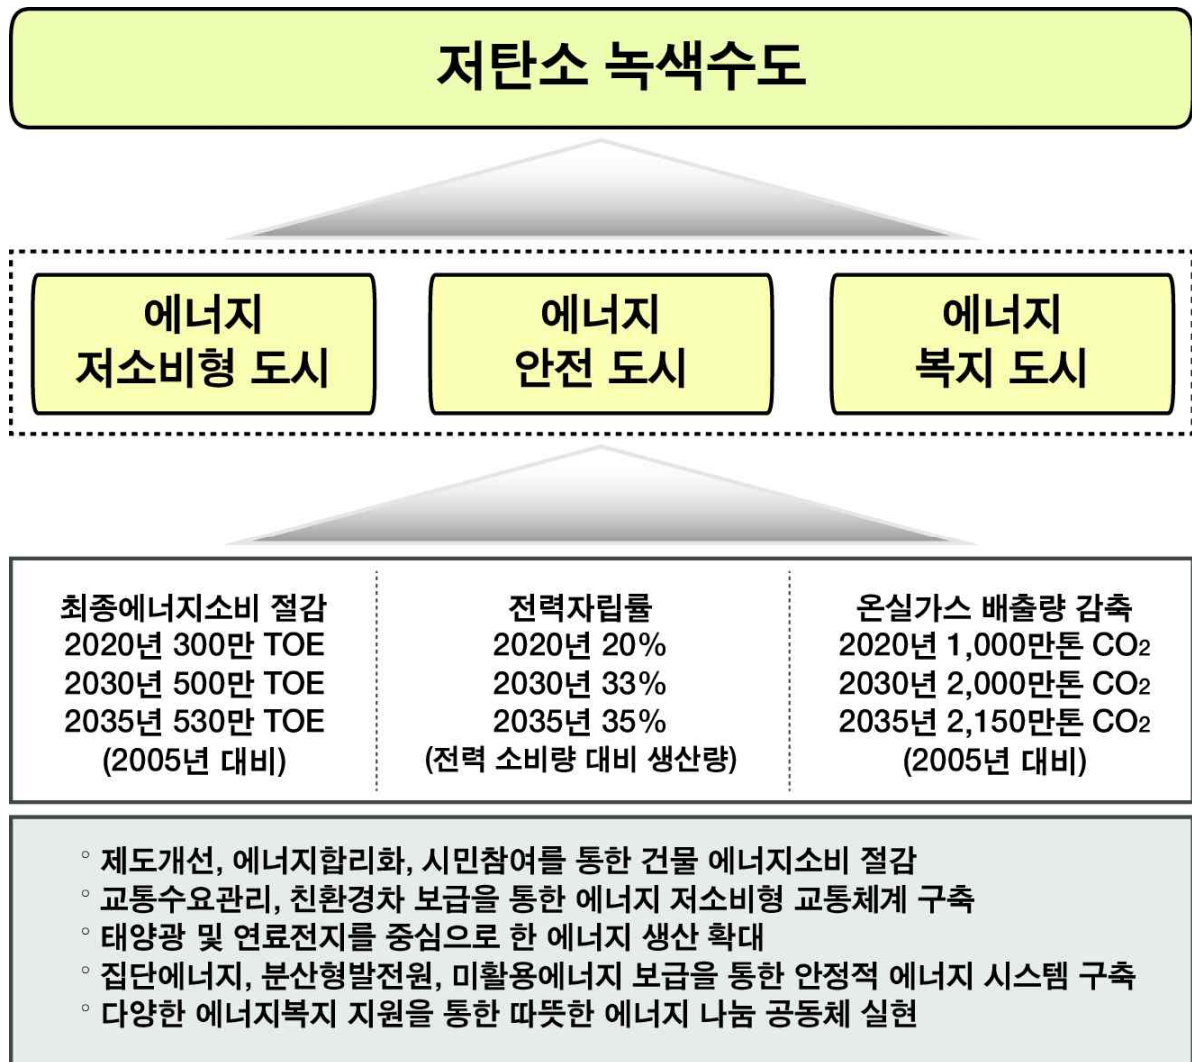 저탄소 녹색수도
에너지
저소비형 도시
에너지
안전 도시
에너지
복지 도시
최종에너지소비 절감
2020년 300만 TOE
2030년 500만 TOE
2035년 530만 TOE
(2005년 대비)
전력자립률
2020년 20%
2030년 33%
2035년 35%
(전력 소비량 대비 생산량)
온실가스 배출량 감축
2020년 1,000만톤 CO₂
2030년 2,000만톤 CO₂
2035년 2,150만톤 CO₂
(2005년 대비)
◦ 제도개선, 에너지합리화, 시민참여를 통한 건물 에너지소비 절감
◦ 교통수요관리, 친환경차 보급을 통한 에너지 저소비형 교통체계 구축
◦ 태양광 및 연료전지를 중심으로 한 에너지 생산 확대
◦ 집단에너지, 분산형발전원, 미활용에너지 보급을 통한 안정적 에너지 시스템 구축
◦ 다양한 에너지복지 지원을 통한 따뜻한 에너지 나눔 공동체 실현